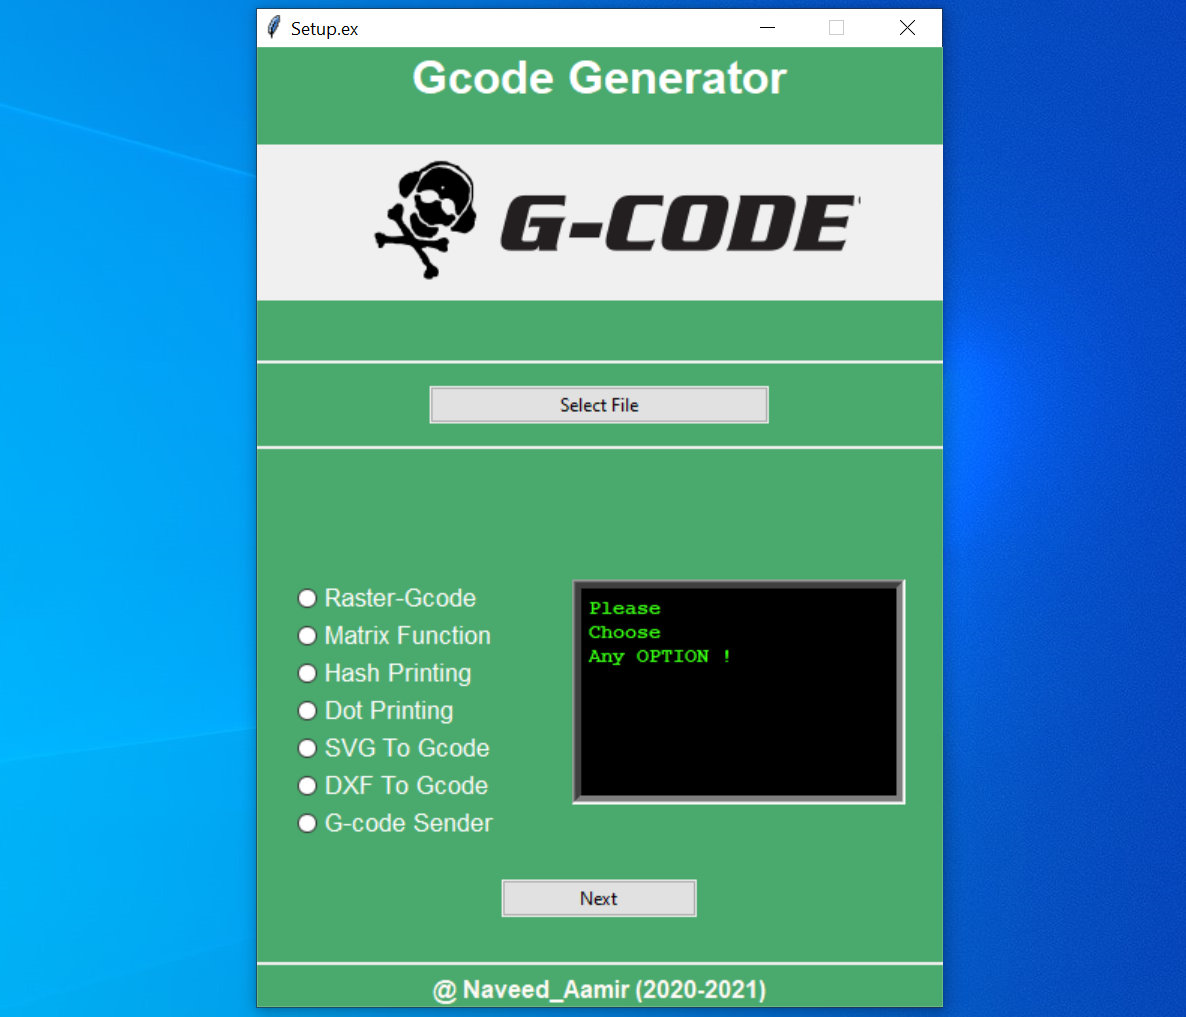 Setup.ex
Gcode Generator
G-CODE
Select File
Raster-Gcode
Matrix Function
Hash Printing
Dot Printing
SVG To Gcode
DXF To Gcode
G-code Sender
Please
Choose
Any OPTION !
Next
@ Naveed_Aamir (2020-2021)